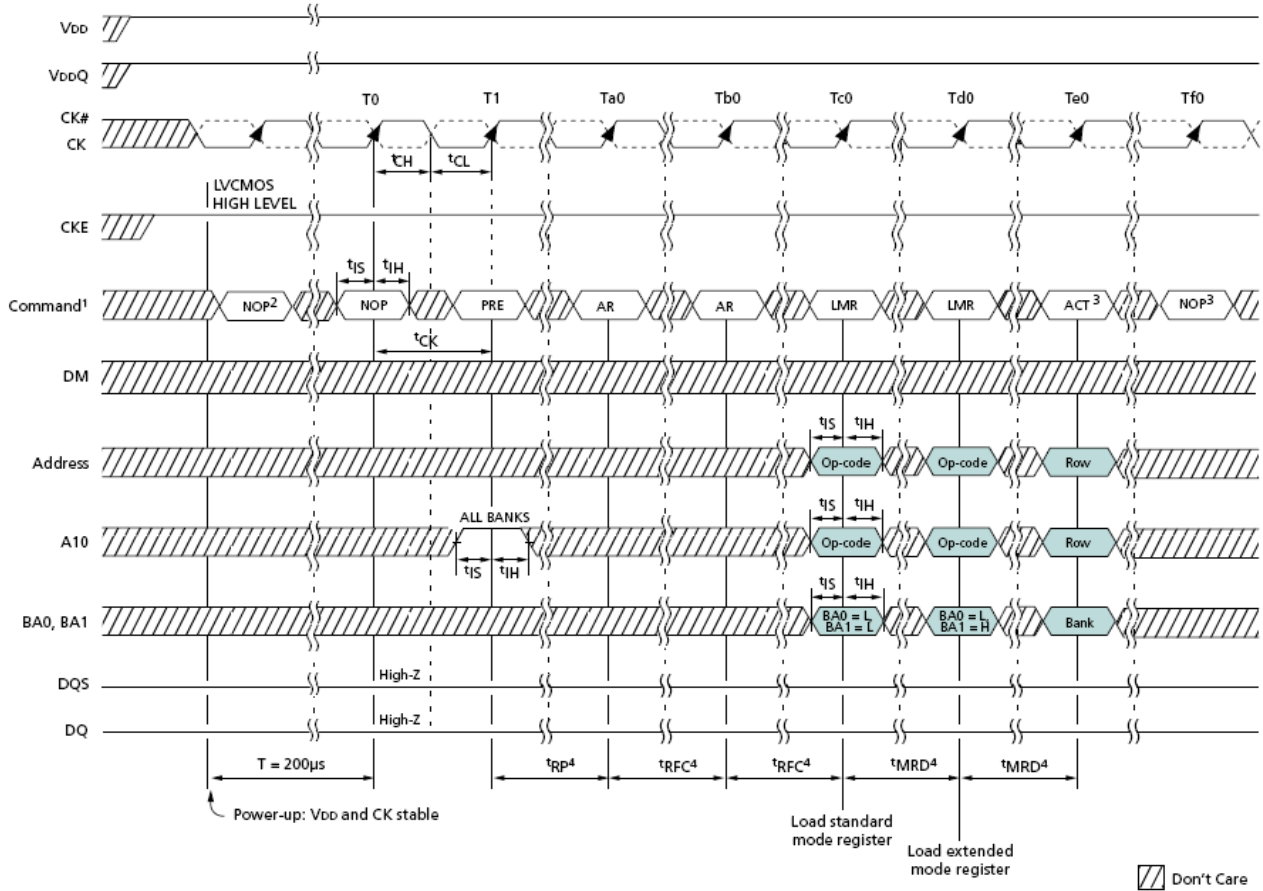 VDD
VDDQ
T0 T1 Ta0 Tb0 Tc0 Td0 Te0 Tf0
CK#
CK
tCH tCL
LVCMOS
HIGH LEVEL
CKE
tIS tIH
Command1 NOP2 NOP PRE AR AR LMR LMR ACT3 NOP3
tCK
DM
tIS tIH
Address Op-code Op-code Row
ALL BANKS tIS tIH
A10 Op-code Op-code Row
tIS tIH
tIS tIH
BA0, BA1 BA0 = L, BA1 = L BA0 = L, BA1 = H Bank
DQS High-Z
DQ High-Z
T = 200µs tRP4 tRFC4 tRFC4 tMRD4 tMRD4
Power-up: VDD and CK stable
Load standard
mode register
Load extended
mode register
Don't Care